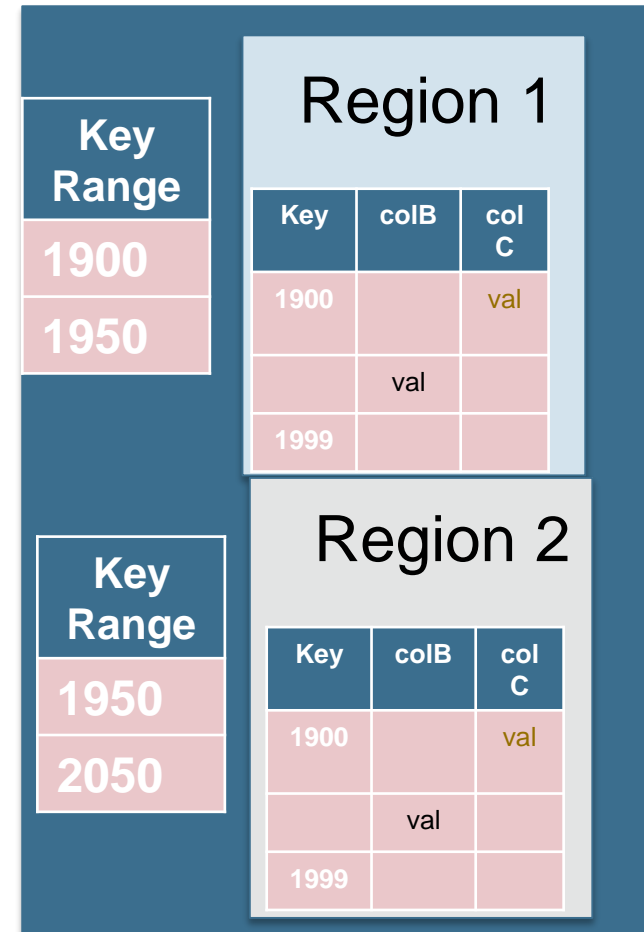 Key
Range
1900
1950
Region 1
Key colB col
C
1900 val
val
1999
Key
Range
1950
2050
Region 2
Key colB col
C
1900 val
val
1999